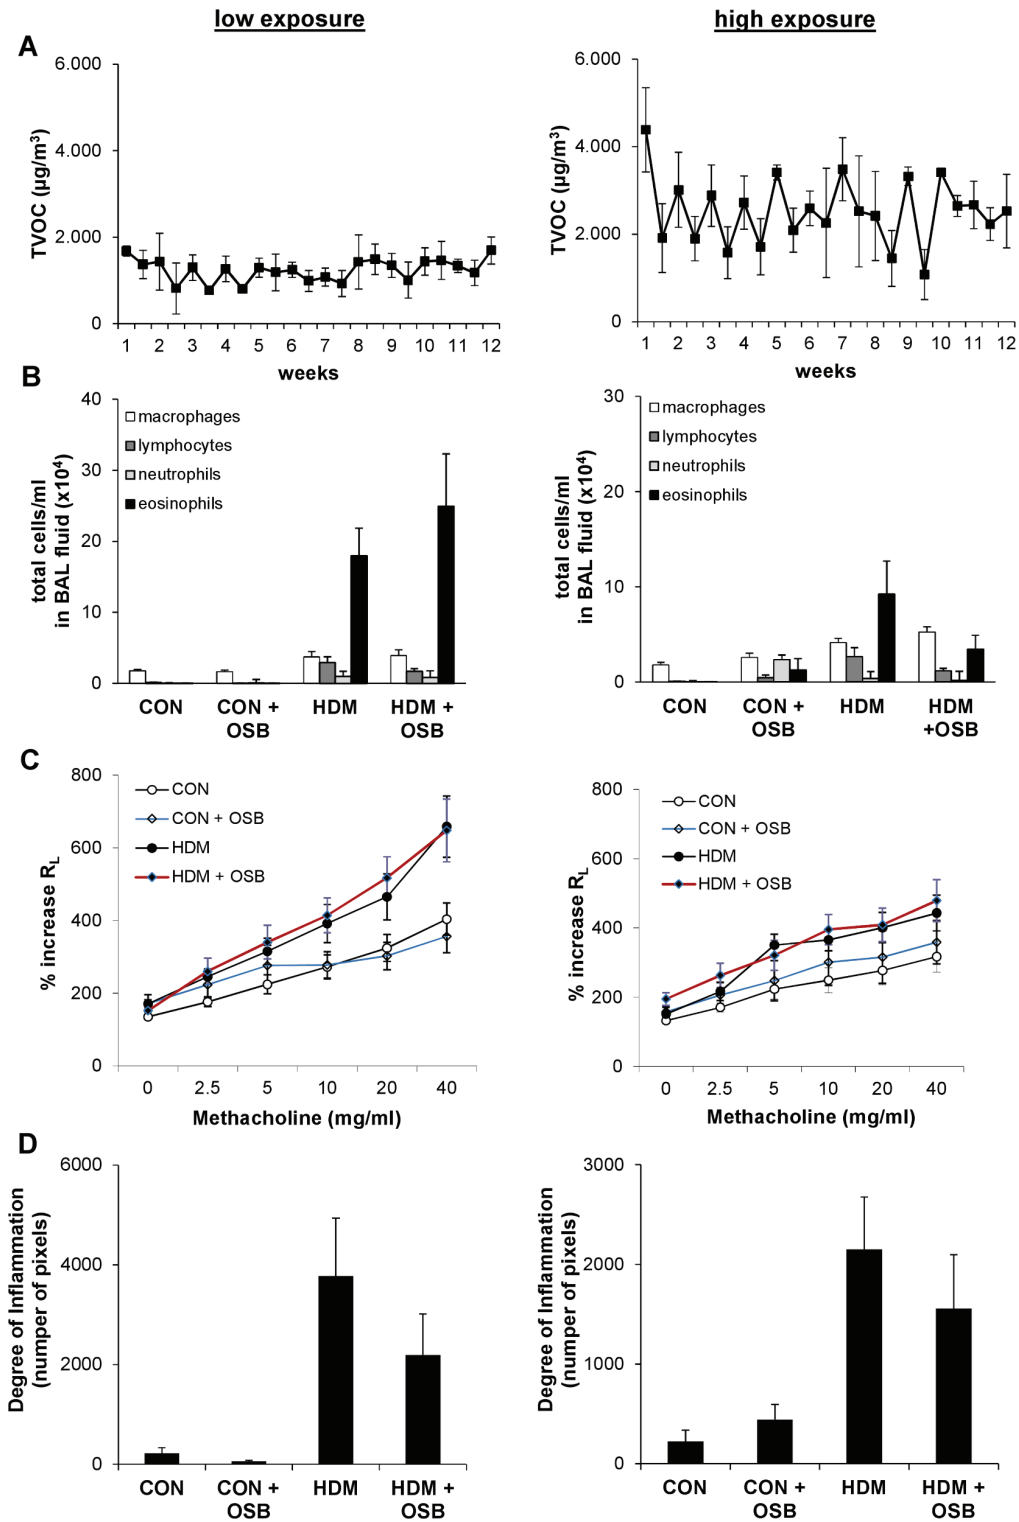 low exposure
high exposure
A
6.000
4.000
2.000
0
TVOC (µg/m³)
1 2 3 4 5 6 7 8 9 10 11 12
weeks
6.000
4.000
2.000
0
TVOC (µg/m³)
1 2 3 4 5 6 7 8 9 10 11 12
weeks
B
40
30
20
10
0
total cells/ml
in BAL fluid (x10⁴)
macrophages
lymphocytes
neutrophils
eosinophils
CON
CON +
OSB
HDM
HDM +
OSB
30
20
10
0
total cells/ml
in BAL fluid (x10⁴)
macrophages
lymphocytes
neutrophils
eosinophils
CON
CON +
OSB
HDM
HDM
+OSB
C
800
600
400
200
0
% increase R_L
CON
CON + OSB
HDM
HDM + OSB
0 2.5 5 10 20 40
Methacholine (mg/ml)
800
600
400
200
0
% increase R_L
CON
CON + OSB
HDM
HDM + OSB
0 2.5 5 10 20 40
Methacholine (mg/ml)
D
6000
4000
2000
0
Degree of Inflammation
(numper of pixels)
CON
CON +
OSB
HDM
HDM +
OSB
3000
2000
1000
0
Degree of Inflammation
(numper of pixels)
CON
CON +
OSB
HDM
HDM +
OSB